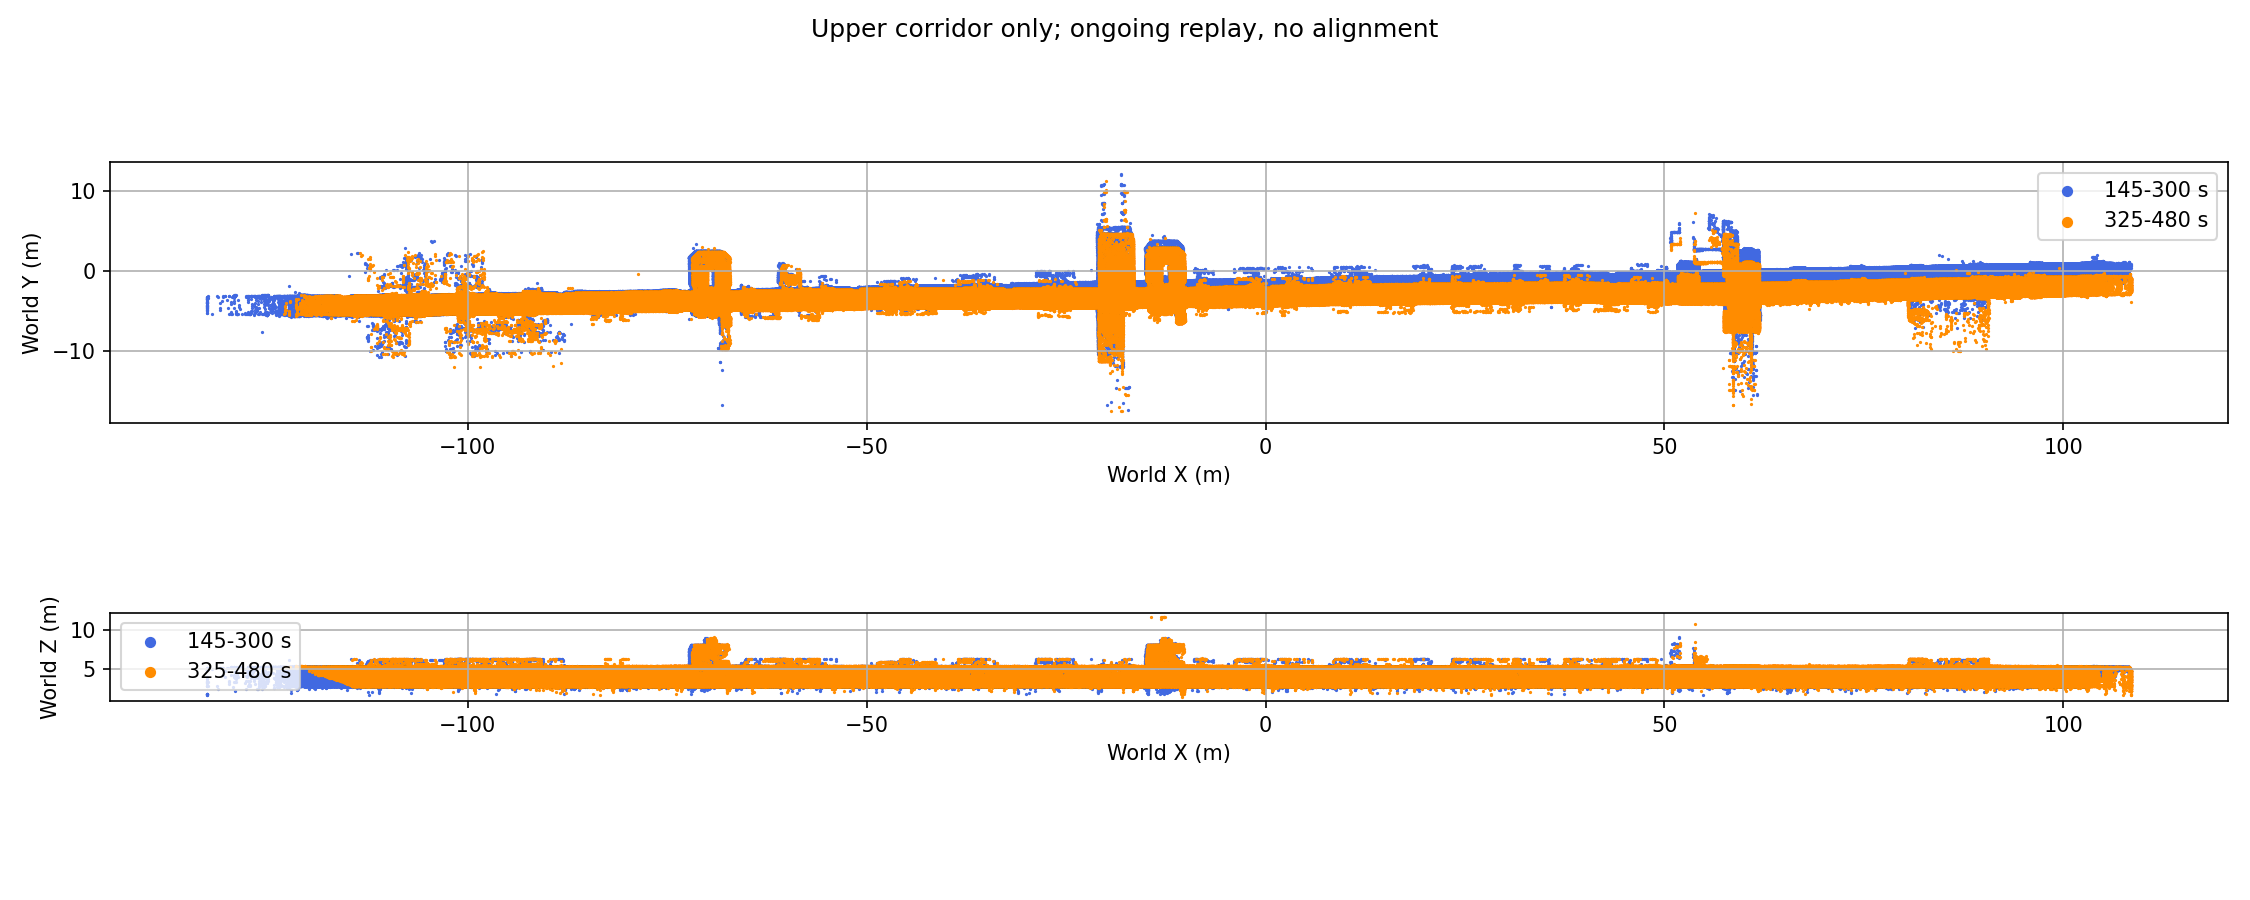 Upper corridor only; ongoing replay, no alignment
10
0
−10
World Y (m)
145-300 s
325-480 s
−100
−50
0
50
100
World X (m)
10
5
World Z (m)
145-300 s
325-480 s
−100
−50
0
50
100
World X (m)